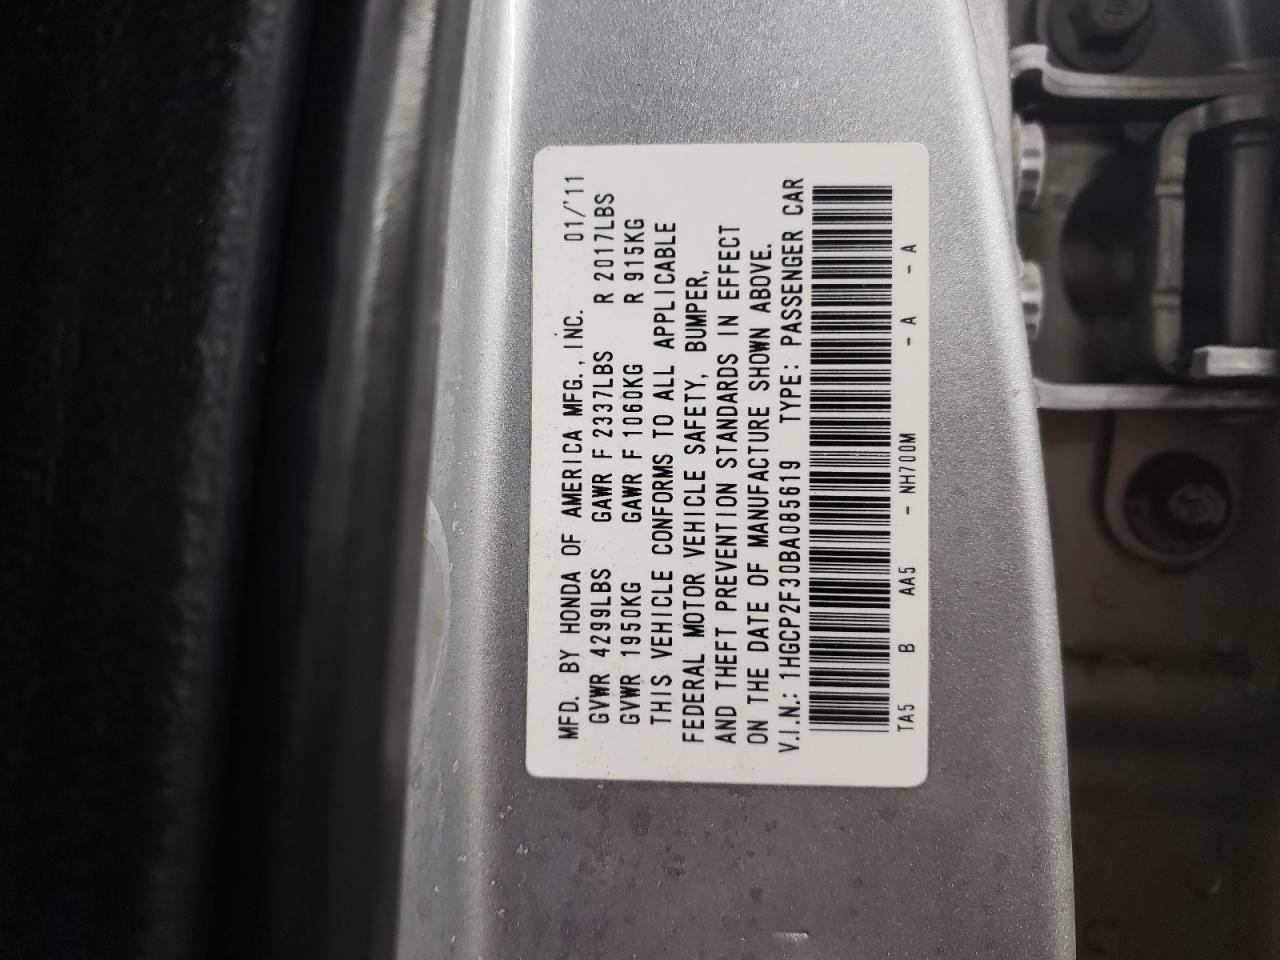 MFD. BY HONDA OF AMERICA MFG., INC. 01/'11
GVWR 4299LBS GAWR F 2337LBS R 2017LBS
GVWR 1950KG GAWR F 1060KG R 915KG
THIS VEHICLE CONFORMS TO ALL APPLICABLE
FEDERAL MOTOR VEHICLE SAFETY, BUMPER,
AND THEFT PREVENTION STANDARDS IN EFFECT
ON THE DATE OF MANUFACTURE SHOWN ABOVE.
V.I.N.: 1HGCP2F30BA085619 TYPE: PASSENGER CAR
TA5 B AA5 - NH700M - A - A